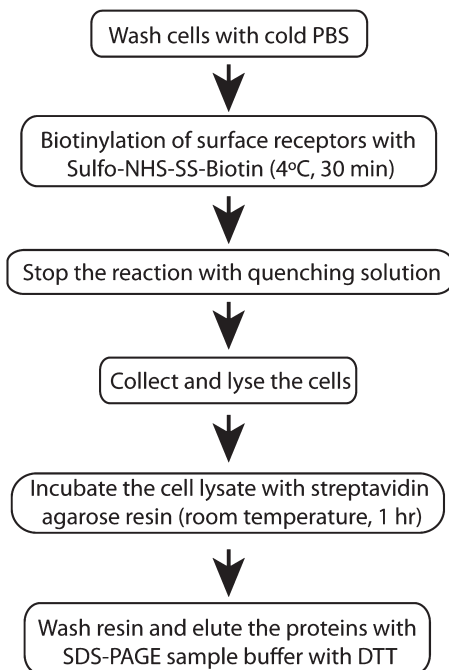 Wash cells with cold PBS
Biotinylation of surface receptors with
Sulfo-NHS-SS-Biotin (4ºC, 30 min)
Stop the reaction with quenching solution
Collect and lyse the cells
Incubate the cell lysate with streptavidin
agarose resin (room temperature, 1 hr)
Wash resin and elute the proteins with
SDS-PAGE sample buffer with DTT